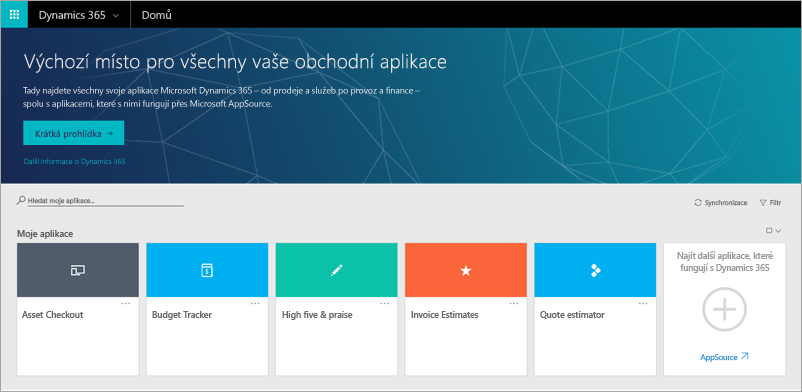 Dynamics 365 Domů
Výchozí místo pro všechny vaše obchodní aplikace
Tady najdete všechny svoje aplikace Microsoft Dynamics 365 – od prodeje a služeb po provoz a finance –
spolu s aplikacemi, které s nimi fungují přes Microsoft AppSource.
Krátká prohlídka →
Další informace o Dynamics 365
Hledat moje aplikace...
Synchronizace Filtr
Moje aplikace
Asset Checkout
Budget Tracker
High five & praise
Invoice Estimates
Quote estimator
Najít další aplikace, které
fungují s Dynamics 365
AppSource